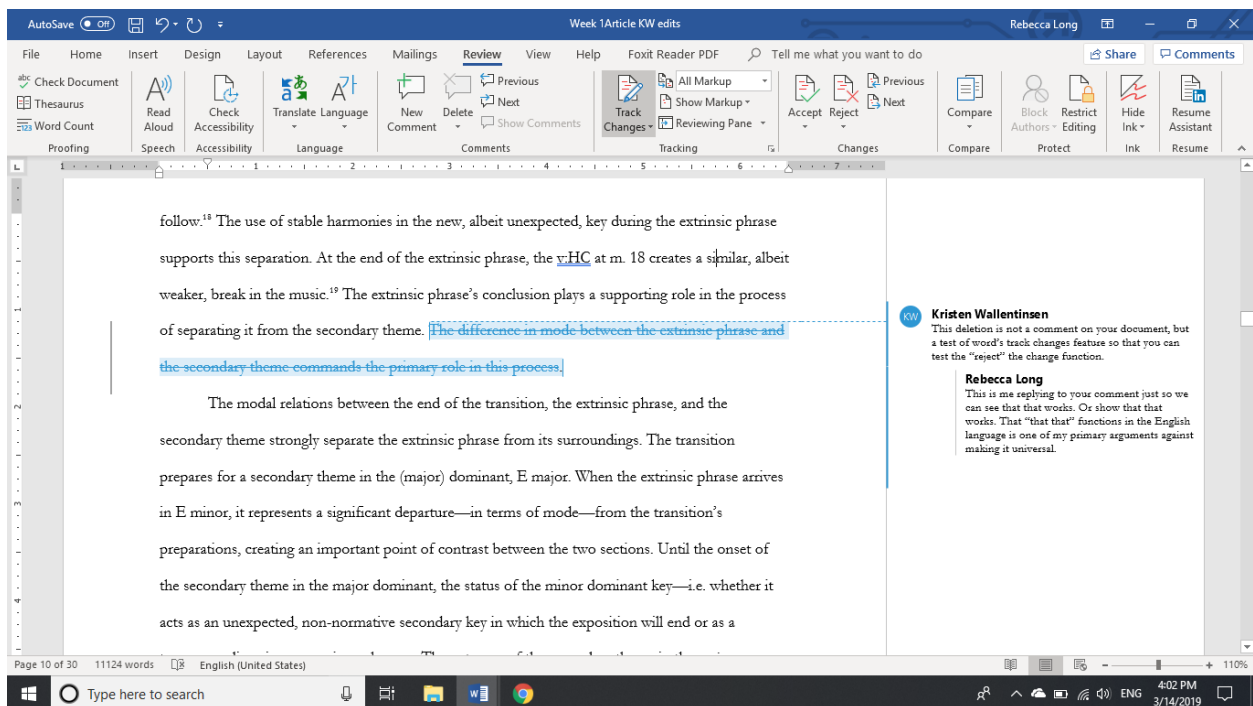 AutoSave Off Week 1Article KW edits Rebecca Long
File Home Insert Design Layout References Mailings Review View Help Foxit Reader PDF Tell me what you want to do Share Comments
abc Check Document
Thesaurus
123 Word Count
Proofing
Read Aloud
Speech
Check Accessibility
Accessibility
Translate Language
Language
New Comment
Delete
Previous
Next
Show Comments
Comments
Track Changes
All Markup
Show Markup
Reviewing Pane
Tracking
Accept Reject
Previous
Next
Changes
Compare
Compare
Block Authors
Restrict Editing
Protect
Hide Ink
Ink
Resume Assistant
Resume
L 1 1 2 3 4 5 6 7
follow.¹⁸ The use of stable harmonies in the new, albeit unexpected, key during the extrinsic phrase
supports this separation. At the end of the extrinsic phrase, the v:HC at m. 18 creates a similar, albeit
weaker, break in the music.¹⁹ The extrinsic phrase’s conclusion plays a supporting role in the process
of separating it from the secondary theme. The difference in mode between the extrinsic phrase and
the secondary theme commands the primary role in this process.
The modal relations between the end of the transition, the extrinsic phrase, and the
secondary theme strongly separate the extrinsic phrase from its surroundings. The transition
prepares for a secondary theme in the (major) dominant, E major. When the extrinsic phrase arrives
in E minor, it represents a significant departure—in terms of mode—from the transition’s
preparations, creating an important point of contrast between the two sections. Until the onset of
the secondary theme in the major dominant, the status of the minor dominant key—i.e. whether it
acts as an unexpected, non-normative secondary key in which the exposition will end or as a
KW Kristen Wallentinsen
This deletion is not a comment on your document, but
a test of word’s track changes feature so that you can
test the “reject” the change function.
Rebecca Long
This is me replying to your comment just so we
can see that that works. Or show that that
works. That “that that” functions in the English
language is one of my primary arguments against
making it universal.
1
2
3
4
Page 10 of 30 11124 words English (United States) 110%
Type here to search ENG 4:02 PM
3/14/2019